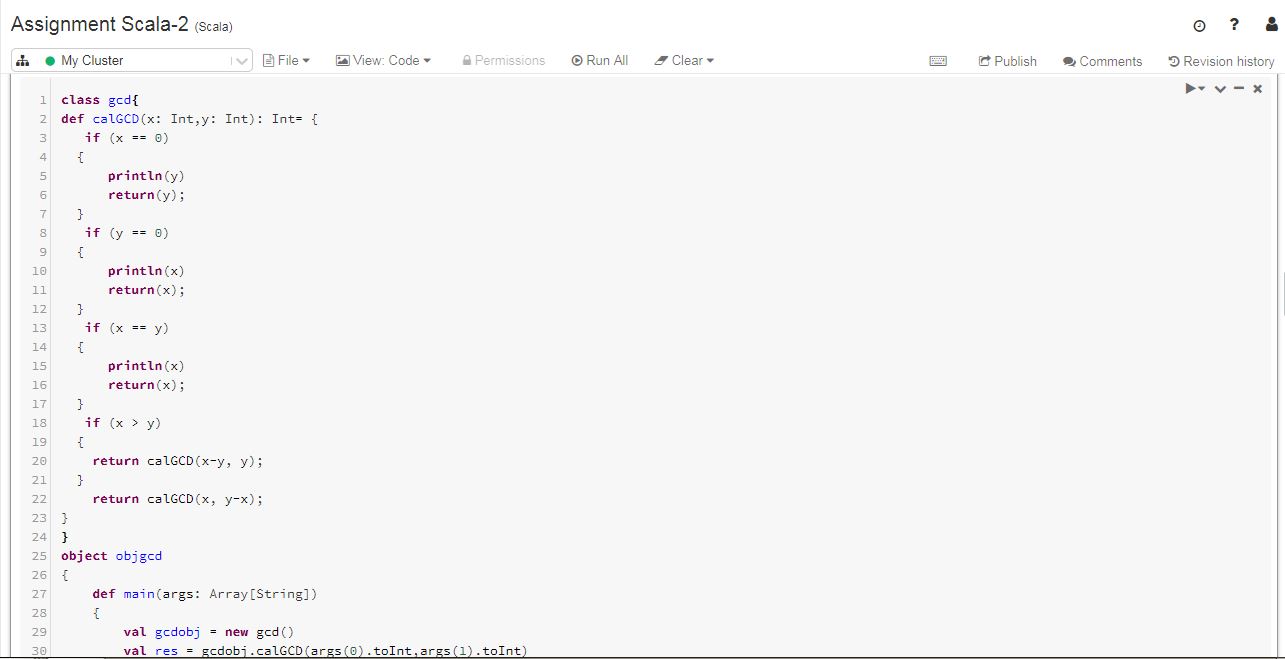 Assignment Scala-2 (Scala)
?
My Cluster File View: Code Permissions Run All Clear Publish Comments Revision history
1 class gcd{
2 def calGCD(x: Int,y: Int): Int= {
3 if (x == 0)
4 {
5 println(y)
6 return(y);
7 }
8 if (y == 0)
9 {
10 println(x)
11 return(x);
12 }
13 if (x == y)
14 {
15 println(x)
16 return(x);
17 }
18 if (x > y)
19 {
20 return calGCD(x-y, y);
21 }
22 return calGCD(x, y-x);
23 }
24 }
25 object objgcd
26 {
27 def main(args: Array[String])
28 {
29 val gcdobj = new gcd()
30 val res = gcdobj.calGCD(args(0).toInt,args(1).toInt)